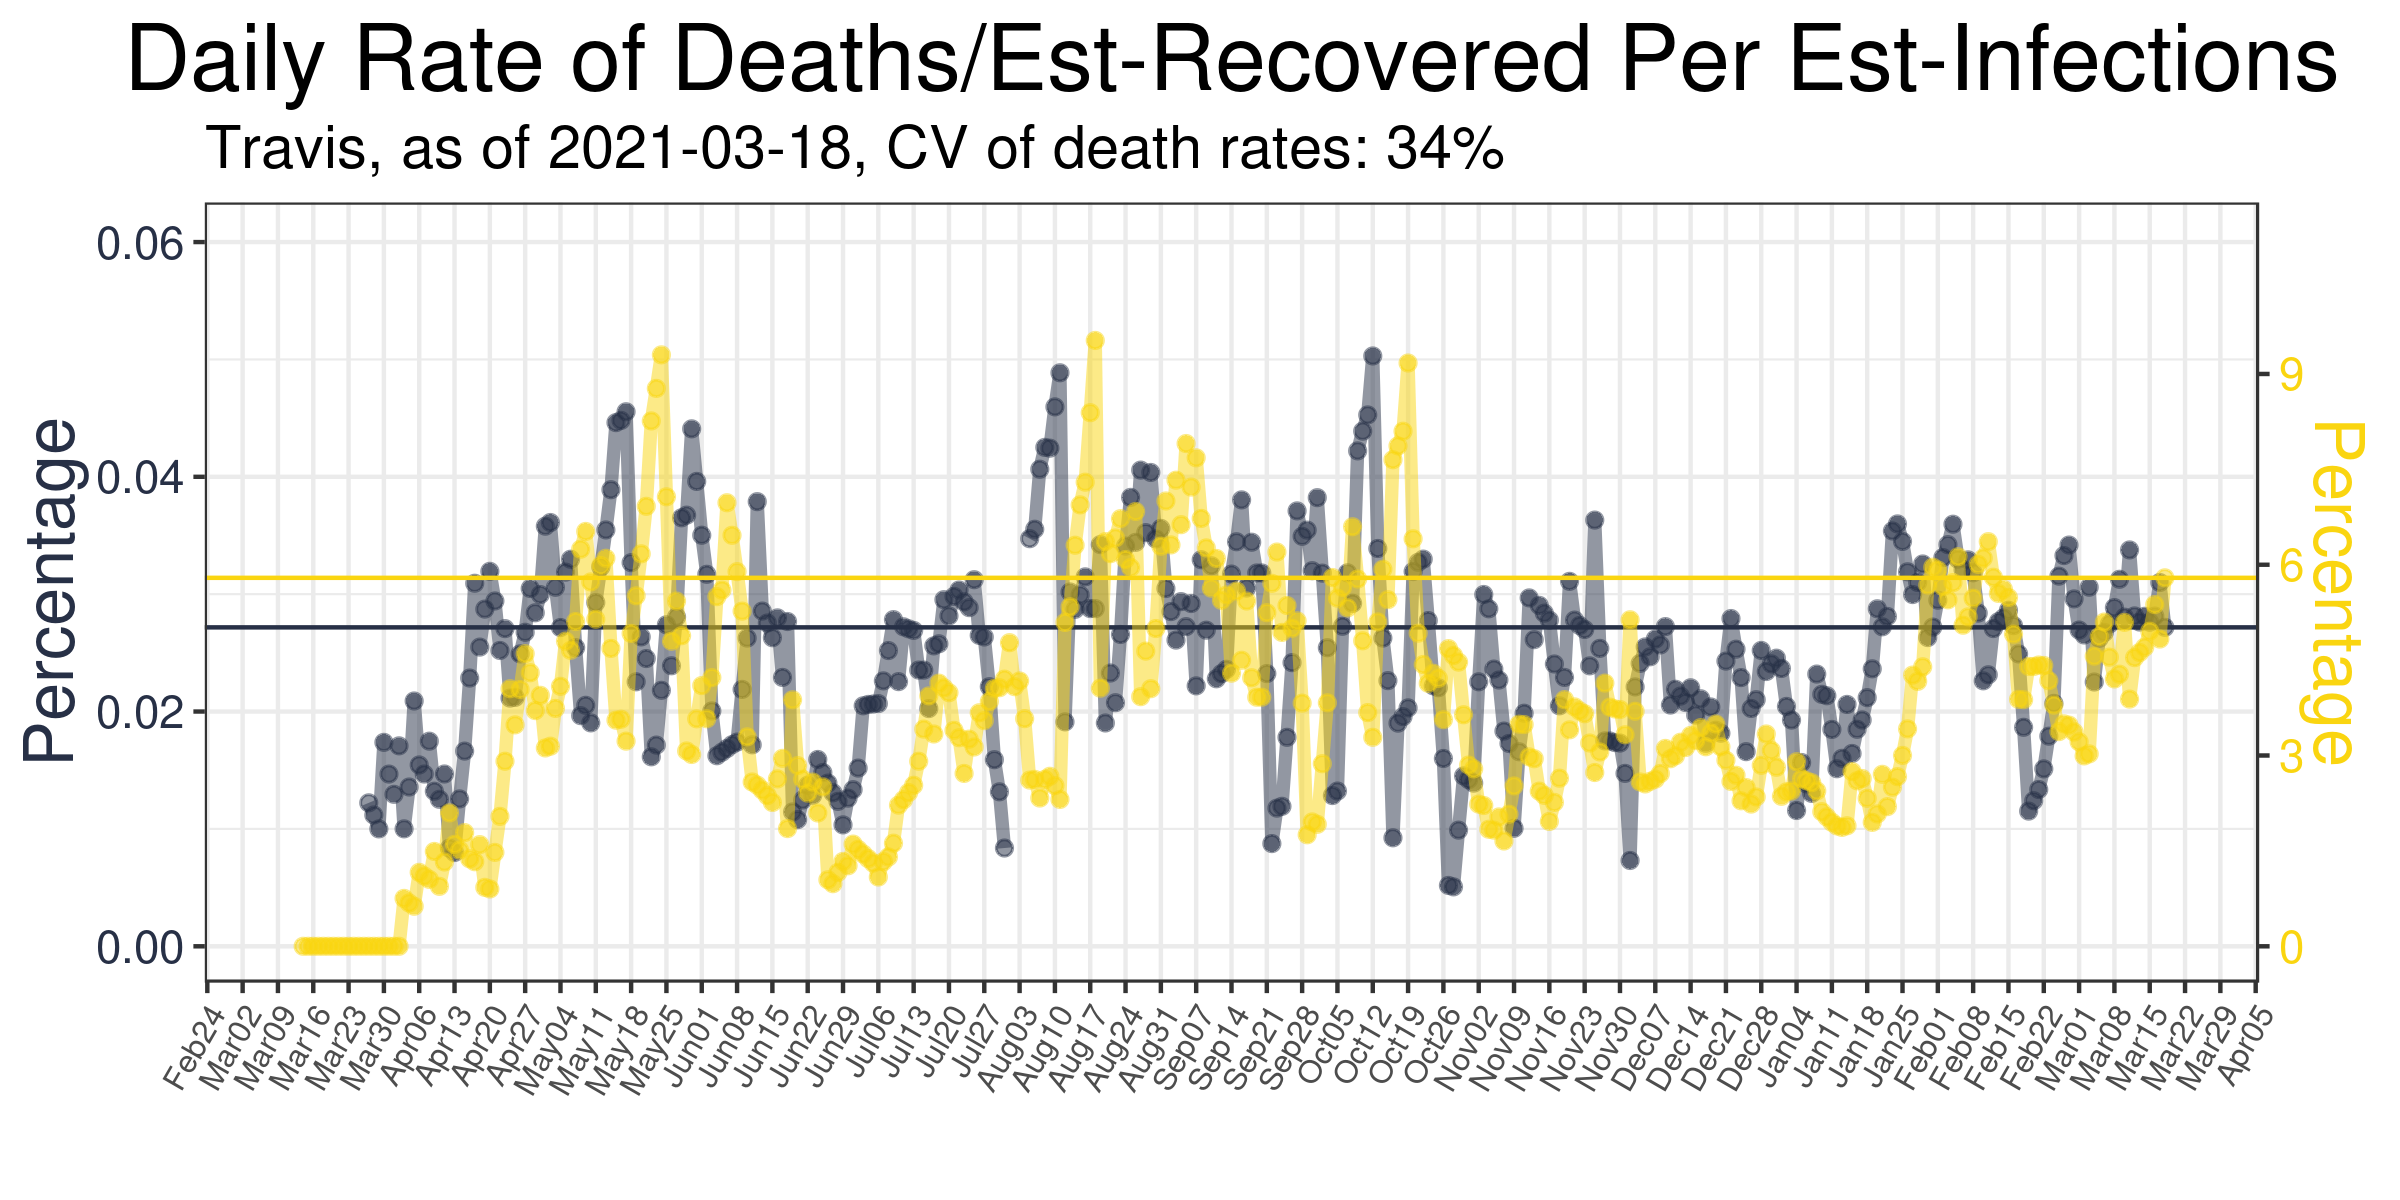 Daily Rate of Deaths/Est-Recovered Per Est-Infections
Travis, as of 2021-03-18, CV of death rates: 34%
Percentage
0.06
0.04
0.02
0.00
9
6
3
0
Percentage
Feb24
Mar02
Mar09
Mar16
Mar23
Mar30
Apr06
Apr13
Apr20
Apr27
May04
May11
May18
May25
Jun01
Jun08
Jun15
Jun22
Jun29
Jul06
Jul13
Jul20
Jul27
Aug03
Aug10
Aug17
Aug24
Aug31
Sep07
Sep14
Sep21
Sep28
Oct05
Oct12
Oct19
Oct26
Nov02
Nov09
Nov16
Nov23
Nov30
Dec07
Dec14
Dec21
Dec28
Jan04
Jan11
Jan18
Jan25
Feb01
Feb08
Feb15
Feb22
Mar01
Mar08
Mar15
Mar22
Mar29
Apr05